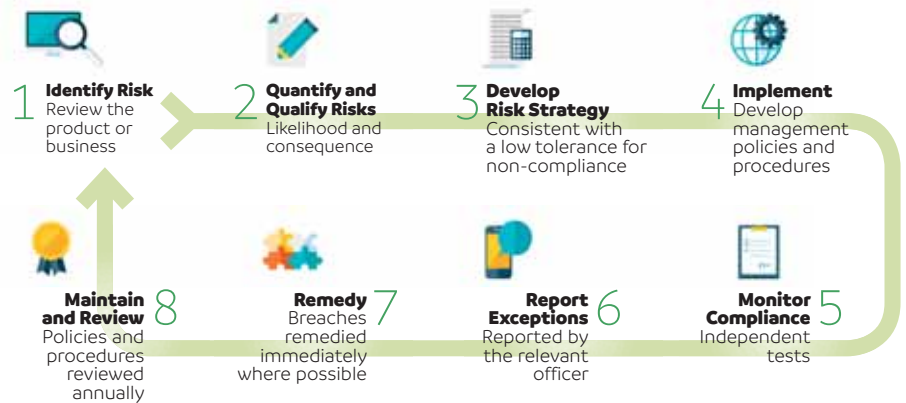 1
Identify Risk
Review the
product or
business
2
Quantify and
Qualify Risks
Likelihood and
consequence
3
Develop
Risk Strategy
Consistent with
a low tolerance for
non-compliance
4
Implement
Develop
management
policies and
procedures
Maintain
and Review
8
Policies and
procedures
reviewed
annually
Remedy
7
Breaches
remedied
immediately
where possible
Report
Exceptions
6
Reported by
the relevant
officer
Monitor
Compliance
5
Independent
tests